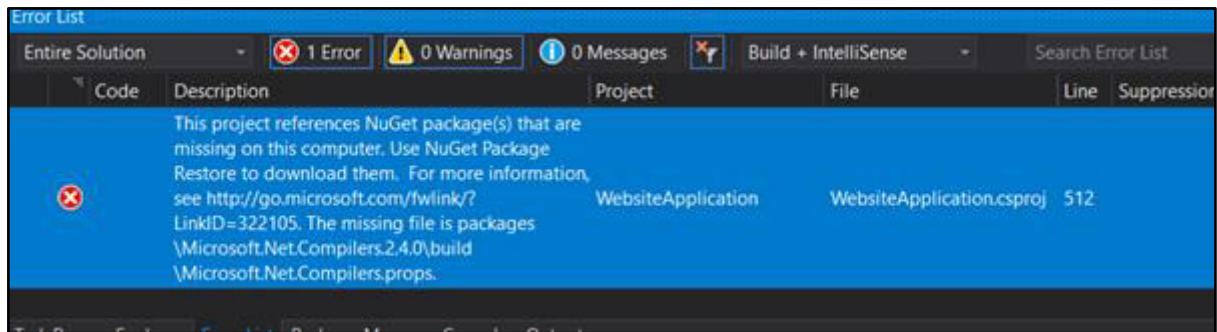 Error List
Entire Solution 1 Error 0 Warnings 0 Messages Build + IntelliSense Search Error List
Code Description Project File Line Suppression
This project references NuGet package(s) that are
missing on this computer. Use NuGet Package
Restore to download them.  For more information,
see http://go.microsoft.com/fwlink/?
LinkID=322105. The missing file is packages
\Microsoft.Net.Compilers.2.4.0\build
\Microsoft.Net.Compilers.props.
WebsiteApplication WebsiteApplication.csproj 512